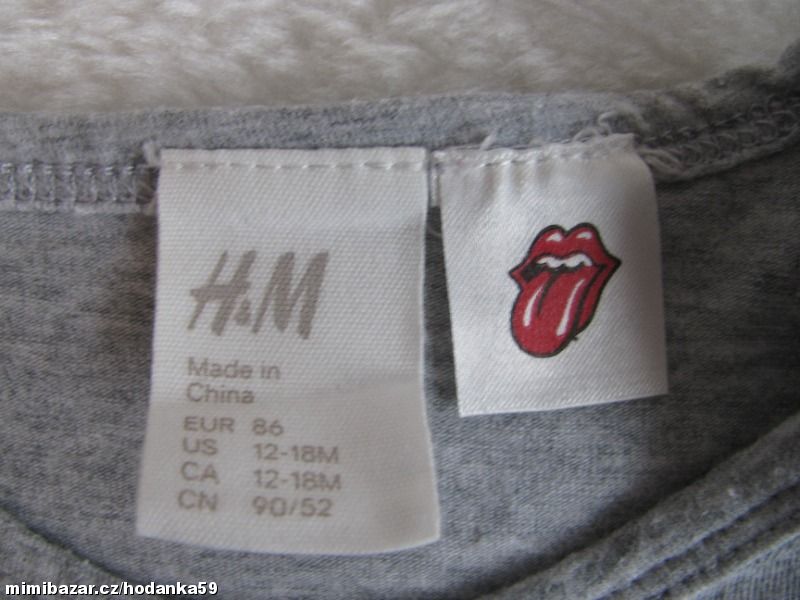 H&M
Made in
China
EUR 86
US 12-18M
CA 12-18M
CN 90/52
mimibazar.cz/hodanka59